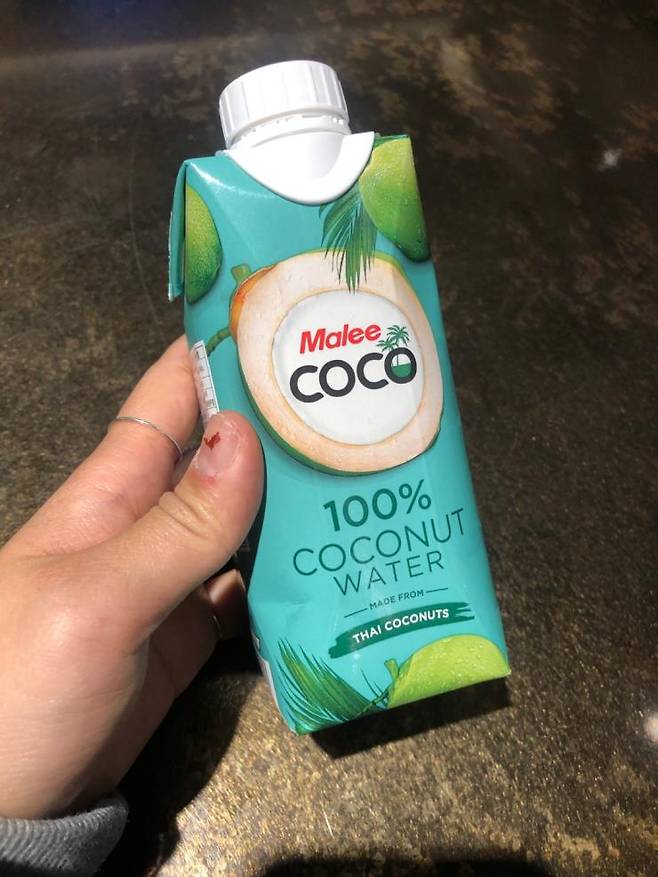 Malee
COCO
100%
COCONUT
WATER
MADE FROM
THAI COCONUTS